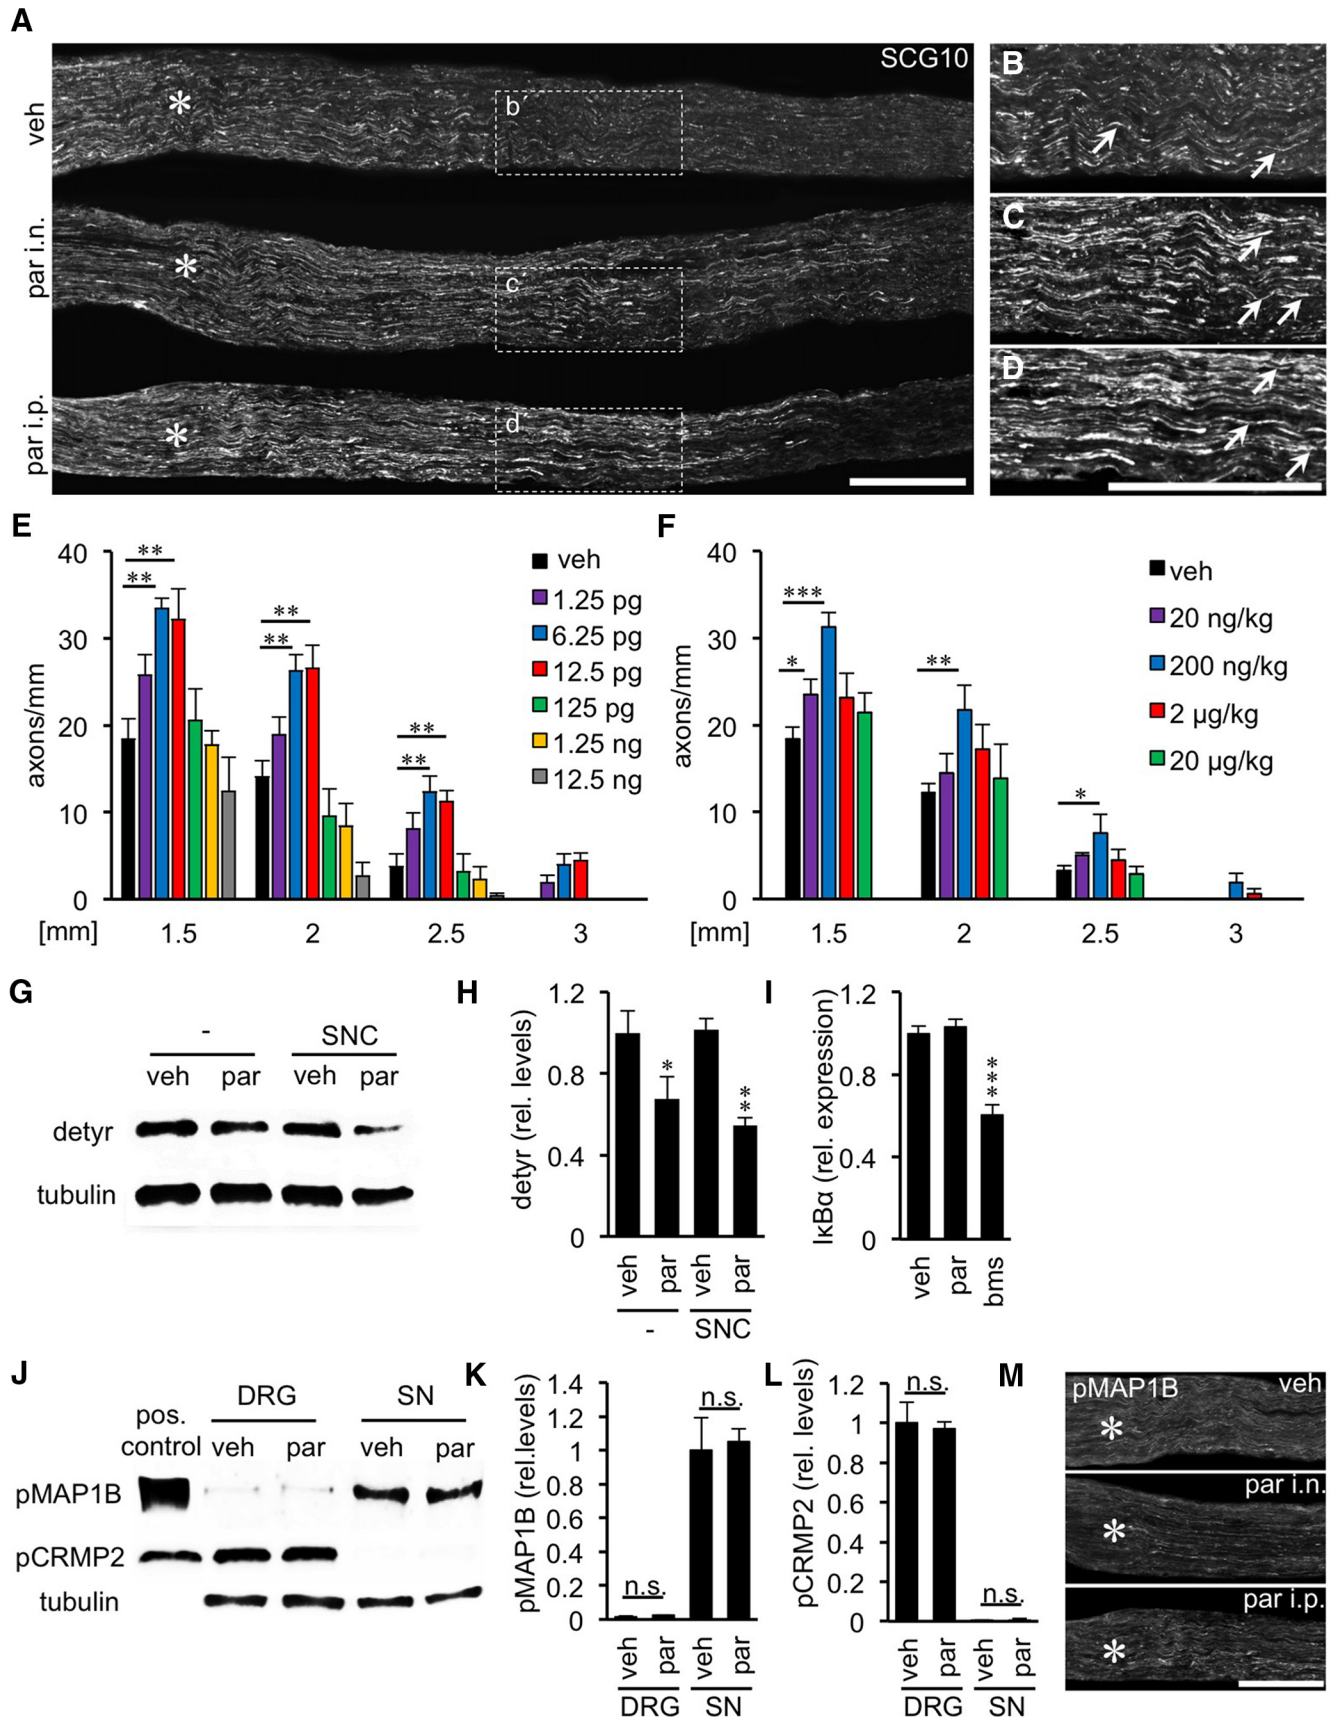 A
SCG10
veh
par i.n.
par i.p.
*
*
*
b´
c
d
B
C
D
E
axons/mm
40
30
20
10
0
** **
** **
** **
veh
1.25 pg
6.25 pg
12.5 pg
125 pg
1.25 ng
12.5 ng
[mm] 1.5 2 2.5 3
F
axons/mm
40
30
20
10
0
***
*
**
*
veh
20 ng/kg
200 ng/kg
2 µg/kg
20 µg/kg
[mm] 1.5 2 2.5 3
G
- SNC
veh par veh par
detyr
tubulin
H
detyr (rel. levels)
1.2
0.8
0.4
0
*
**
veh par veh par
- SNC
I
IκBα (rel. expression)
1.2
0.8
0.4
0
***
veh par bms
J
DRG SN
pos.
control veh par veh par
pMAP1B
pCRMP2
tubulin
K
pMAP1B (rel.levels)
1.4
1.2
1
0.8
0.6
0.4
0.2
0
n.s.
n.s.
veh par veh par
DRG SN
L
pCRMP2 (rel. levels)
1.2
1
0.8
0.6
0.4
0.2
0
n.s.
n.s.
veh par veh par
DRG SN
M
pMAP1B veh
*
par i.n.
*
par i.p.
*